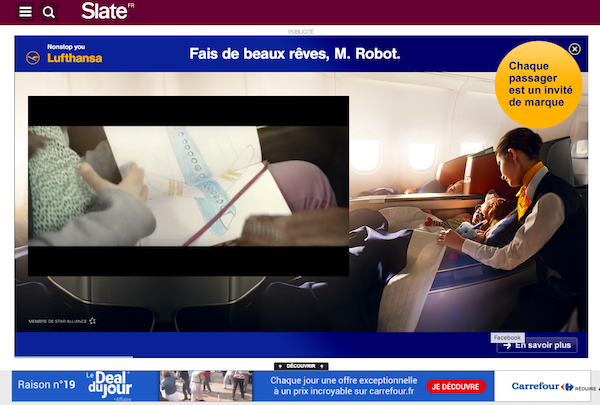 Slate FR
PUBLICITÉ
Nonstop you
Lufthansa
Fais de beaux rêves, M. Robot.
Chaque
passager
est un invité
de marque
MEMBRE DE STAR ALLIANCE
Facebook
→ En savoir plus
DÉCOUVRIR
Raison n°19
Le Deal
du jour
Chaque jour une offre exceptionnelle
à un prix incroyable sur carrefour.fr
JE DÉCOUVRE
Carrefour
RÉDUIRE